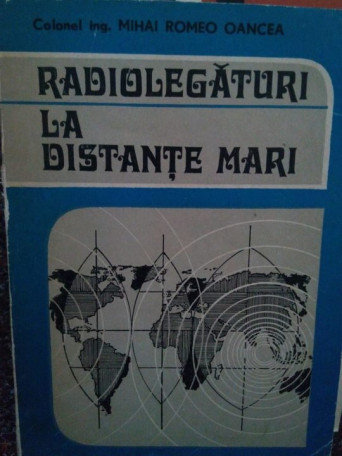 Colonel Ing. MIHAI ROMEO OANCEA
RADIOLEGĂTURI
LA
DISTANȚE MARI